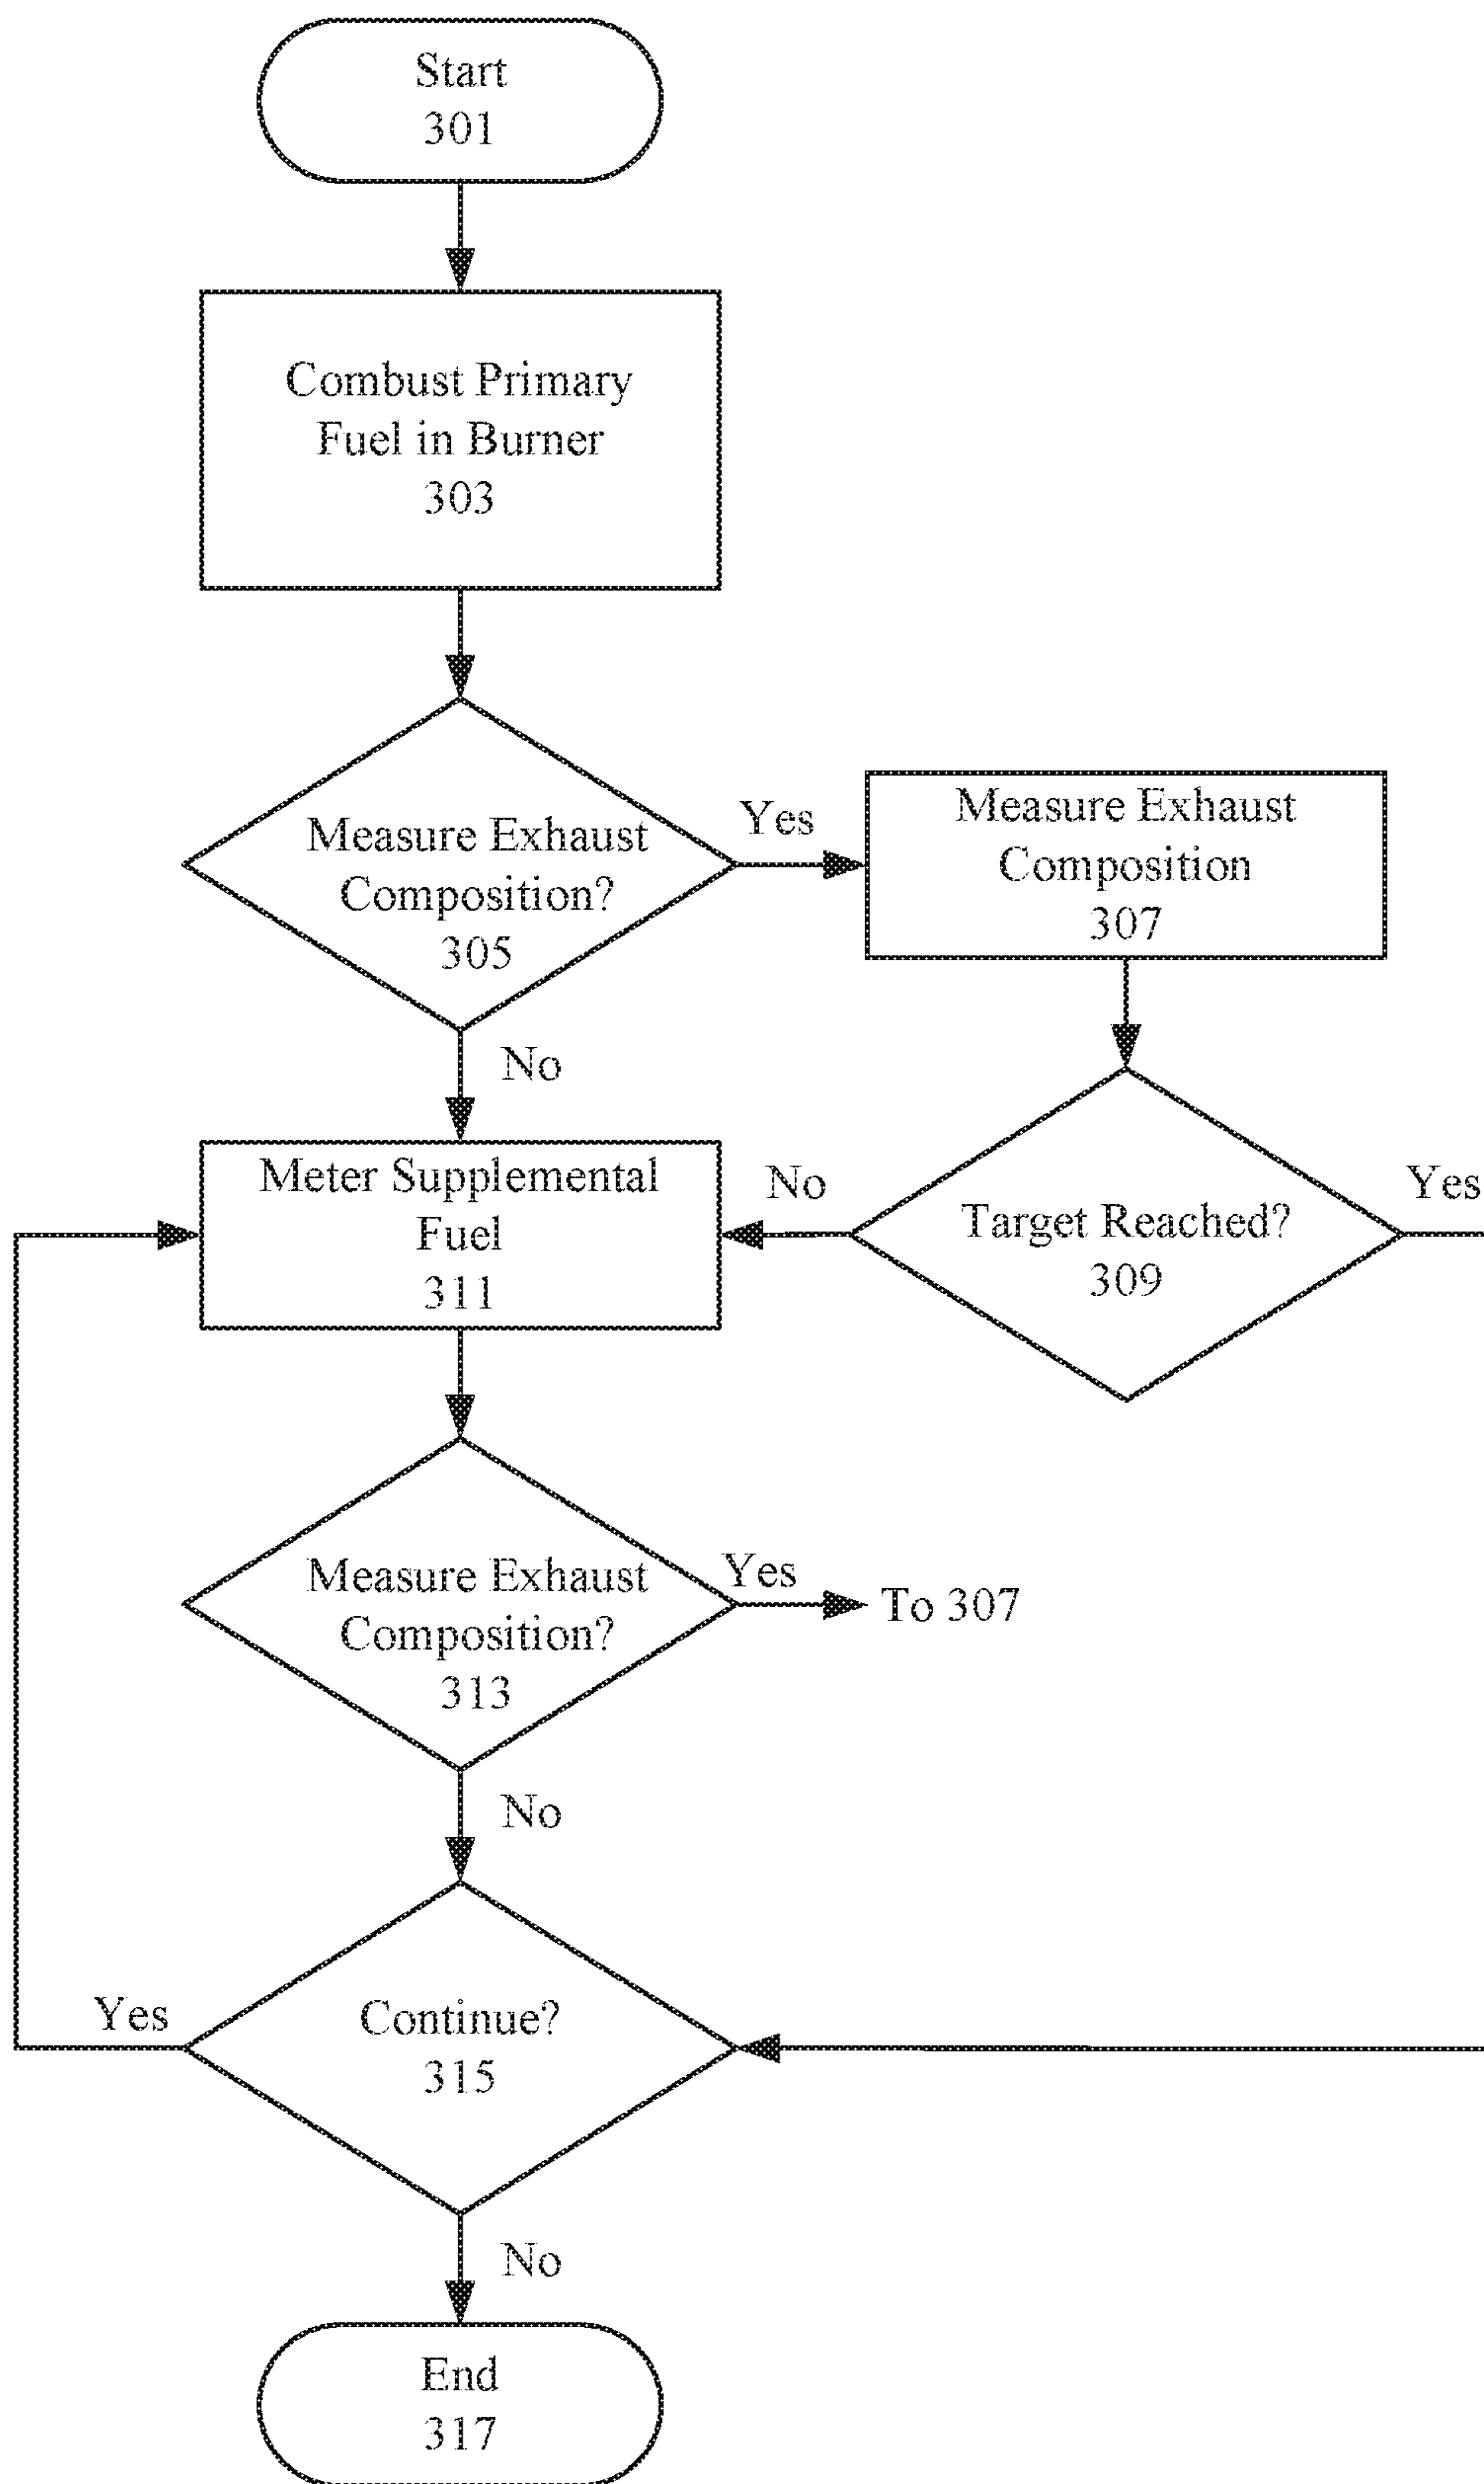 Start
301
Combust Primary
Fuel in Burner
303
Measure Exhaust
Composition?
305
Yes
Measure Exhaust
Composition
307
No
Meter Supplemental
Fuel
311
No
Target Reached?
309
Yes
Measure Exhaust
Composition?
313
Yes
To 307
No
Yes
Continue?
315
No
End
317